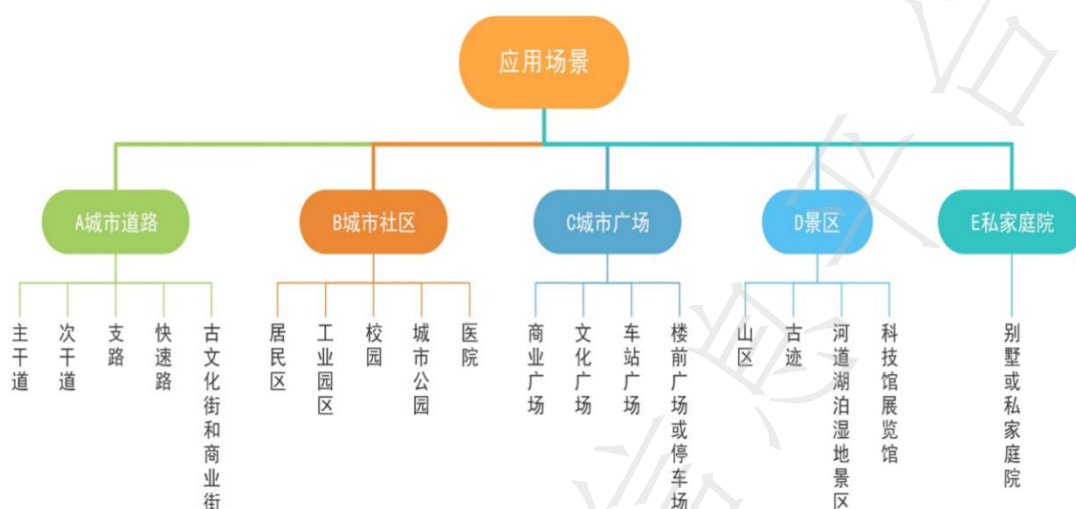 应用场景
A城市道路
B城市社区
C城市广场
D景区
E私家庭院
主干道
次干道
支路
快速路
古文化街和商业街
居民区
工业园区
校园
城市公园
医院
商业广场
文化广场
车站广场
楼前广场或停车场
山区
古迹
河道湖泊湿地景区
科技馆展览馆
别墅或私家庭院